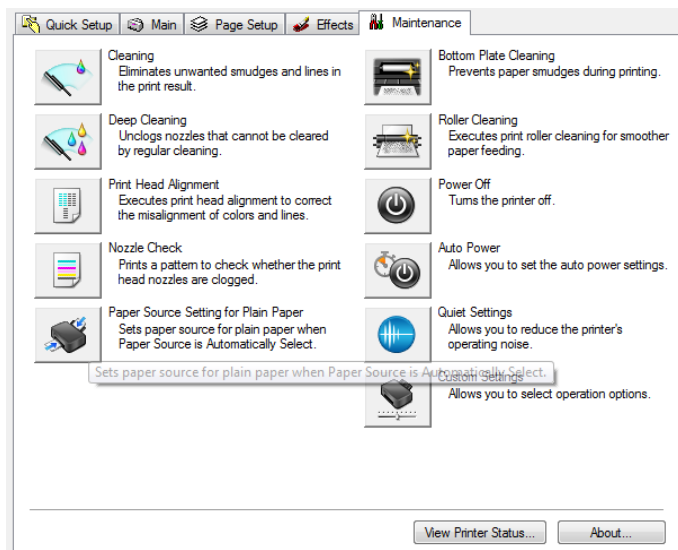 Quick Setup Main Page Setup Effects Maintenance
Cleaning
Eliminates unwanted smudges and lines in
the print result.
Deep Cleaning
Unclogs nozzles that cannot be cleared
by regular cleaning.
Print Head Alignment
Executes print head alignment to correct
the misalignment of colors and lines.
Nozzle Check
Prints a pattern to check whether the print
head nozzles are clogged.
Paper Source Setting for Plain Paper
Sets paper source for plain paper when
Paper Source is Automatically Select.
Sets paper source for plain paper when Paper Source is Automatically Select.
Bottom Plate Cleaning
Prevents paper smudges during printing.
Roller Cleaning
Executes print roller cleaning for smoother
paper feeding.
Power Off
Turns the printer off.
Auto Power
Allows you to set the auto power settings.
Quiet Settings
Allows you to reduce the printer's
operating noise.
Custom Settings
Allows you to select operation options.
View Printer Status... About...